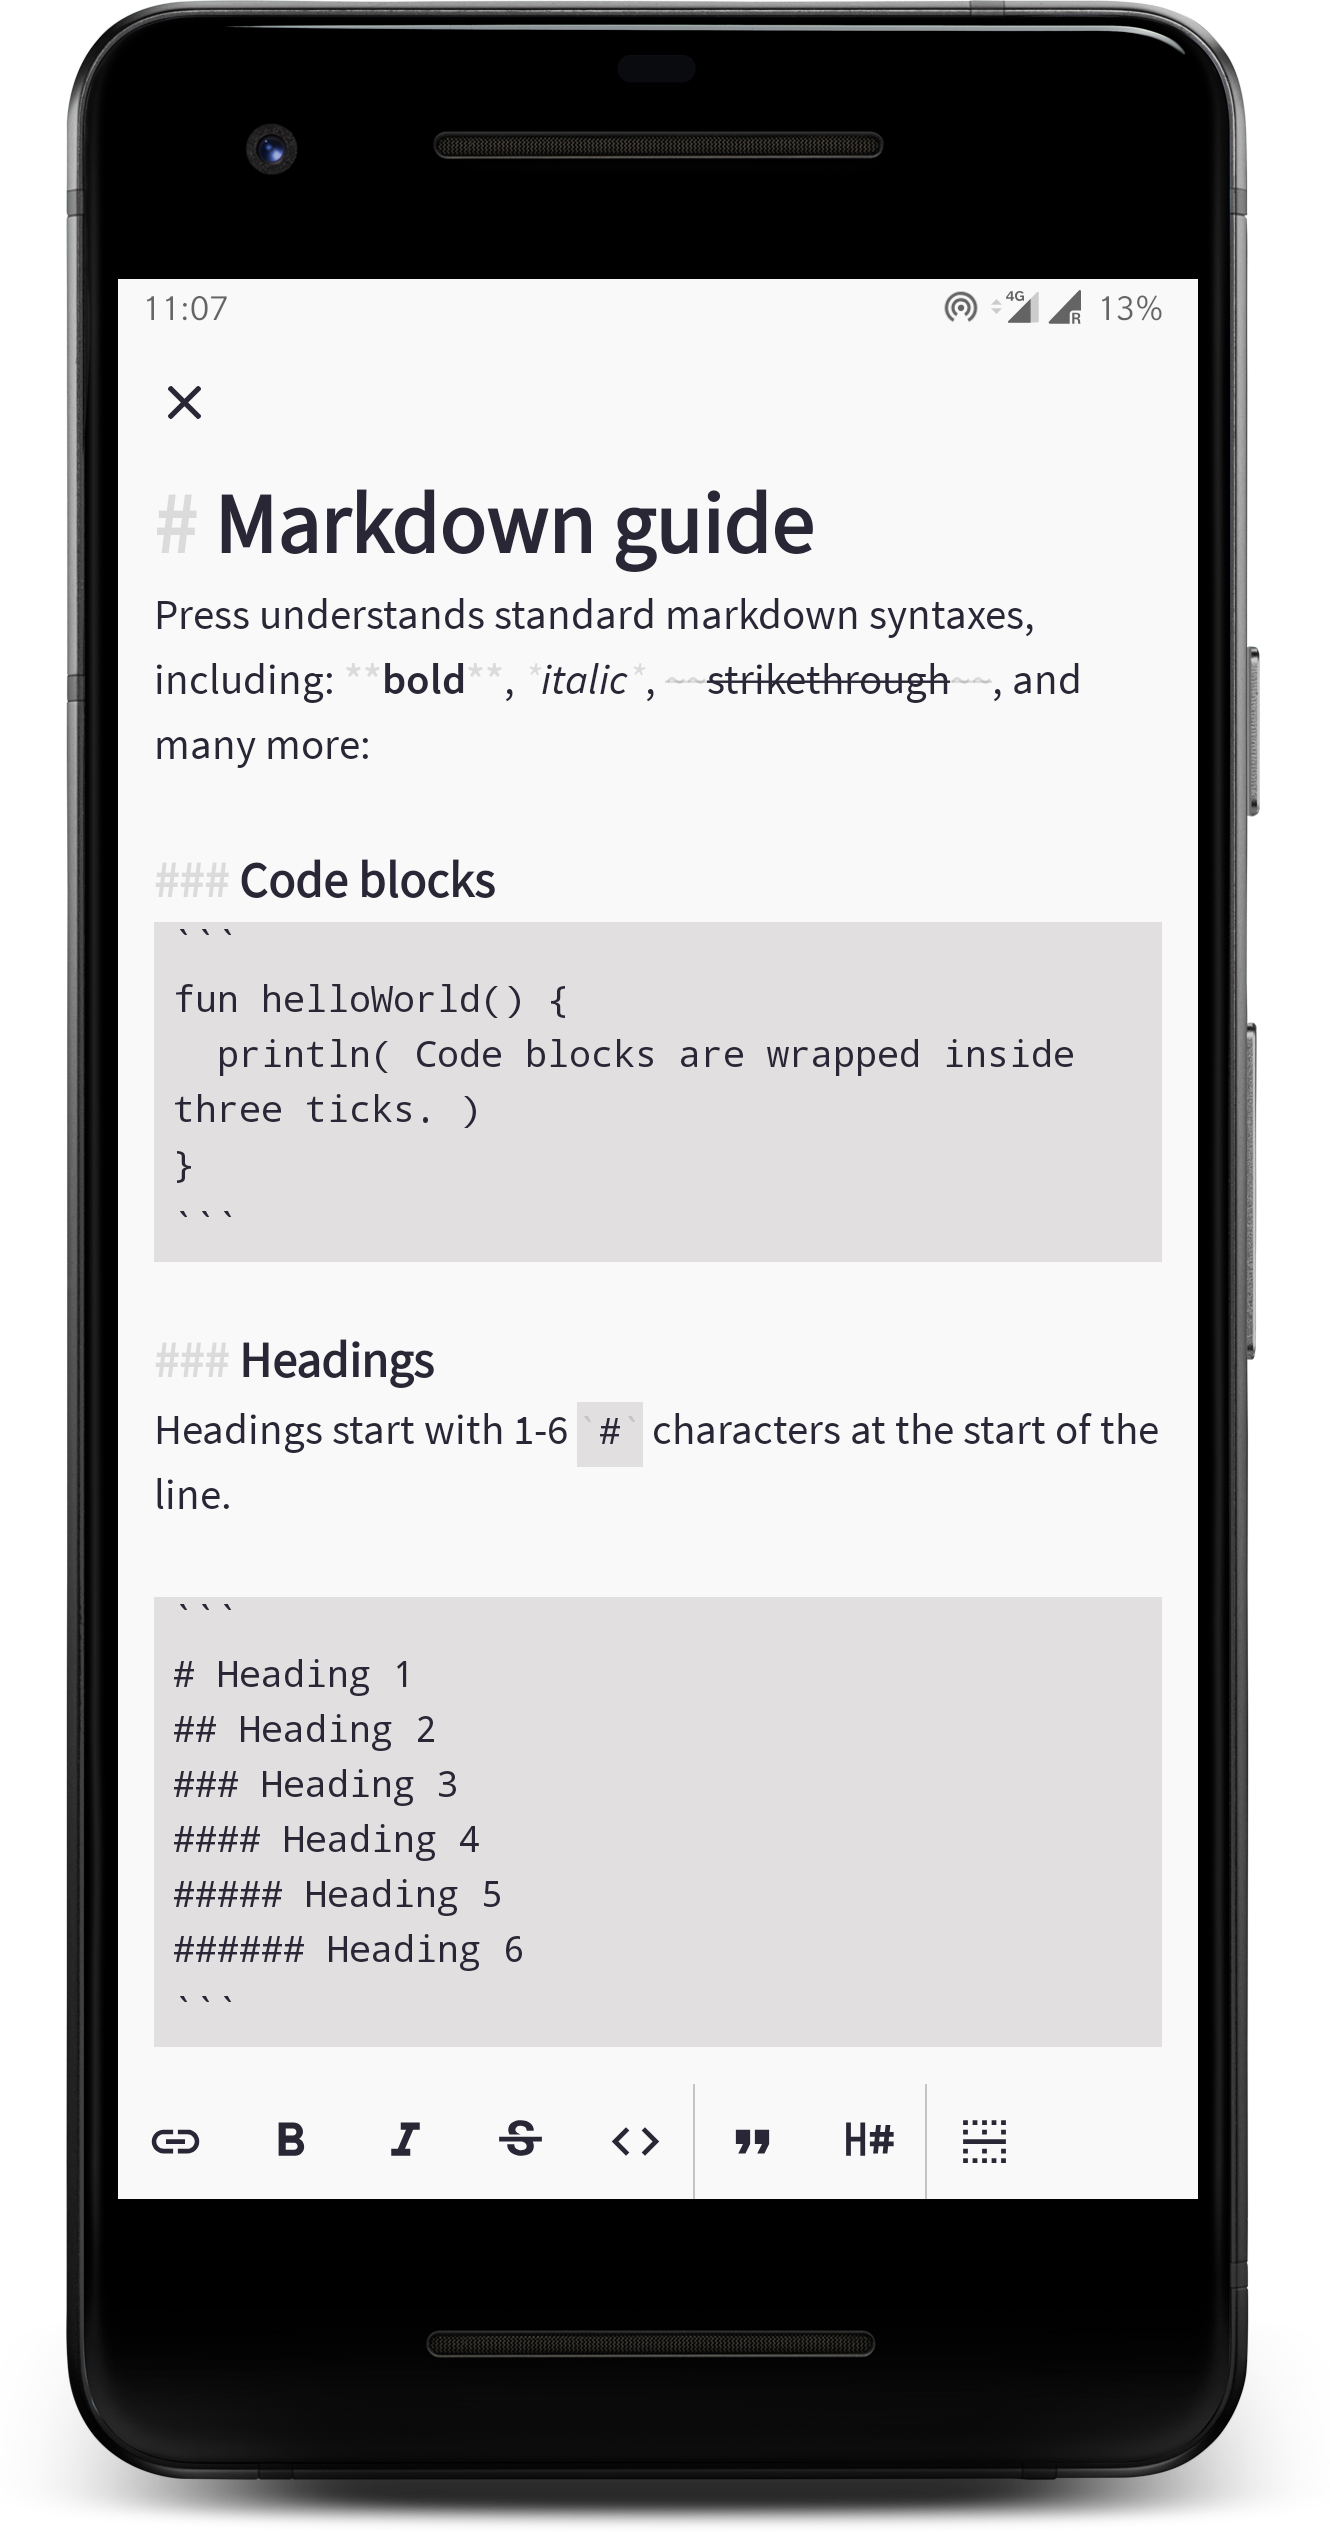 11:07 4G R 13%
# Markdown guide
Press understands standard markdown syntaxes,
including: **bold**, *italic*, ~~strikethrough~~, and
many more:
### Code blocks
```
fun helloWorld() {
  println( Code blocks are wrapped inside
three ticks. )
}
```
### Headings
Headings start with 1-6 `#` characters at the start of the
line.
```
# Heading 1
## Heading 2
### Heading 3
#### Heading 4
##### Heading 5
###### Heading 6
```
B I S <> " H#